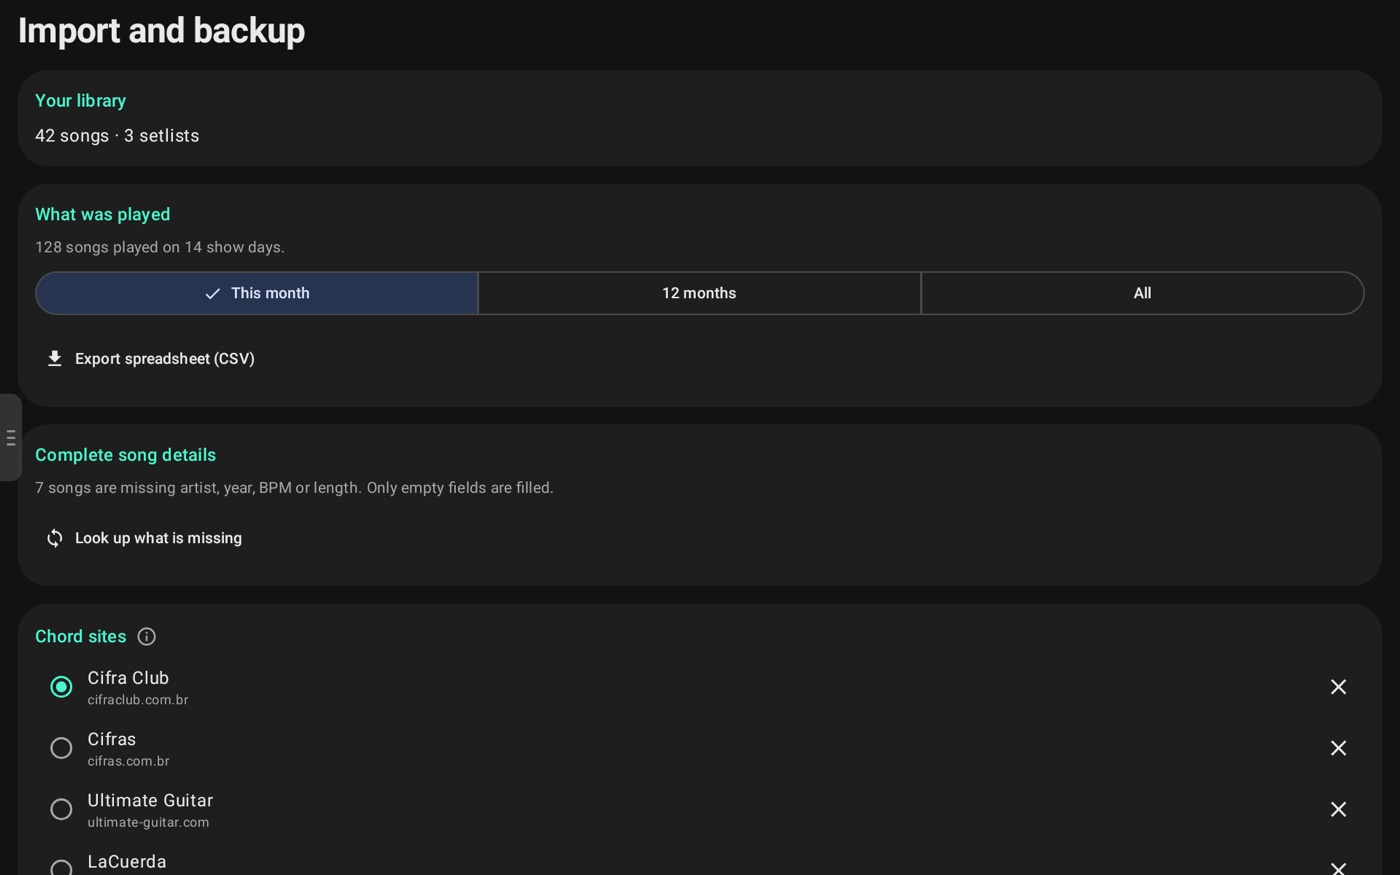 Import and backup
Your library
42 songs · 3 setlists
What was played
128 songs played on 14 show days.
This month
12 months
All
Export spreadsheet (CSV)
Complete song details
7 songs are missing artist, year, BPM or length. Only empty fields are filled.
Look up what is missing
Chord sites
Cifra Club
cifraclub.com.br
Cifras
cifras.com.br
Ultimate Guitar
ultimate-guitar.com
LaCuerda